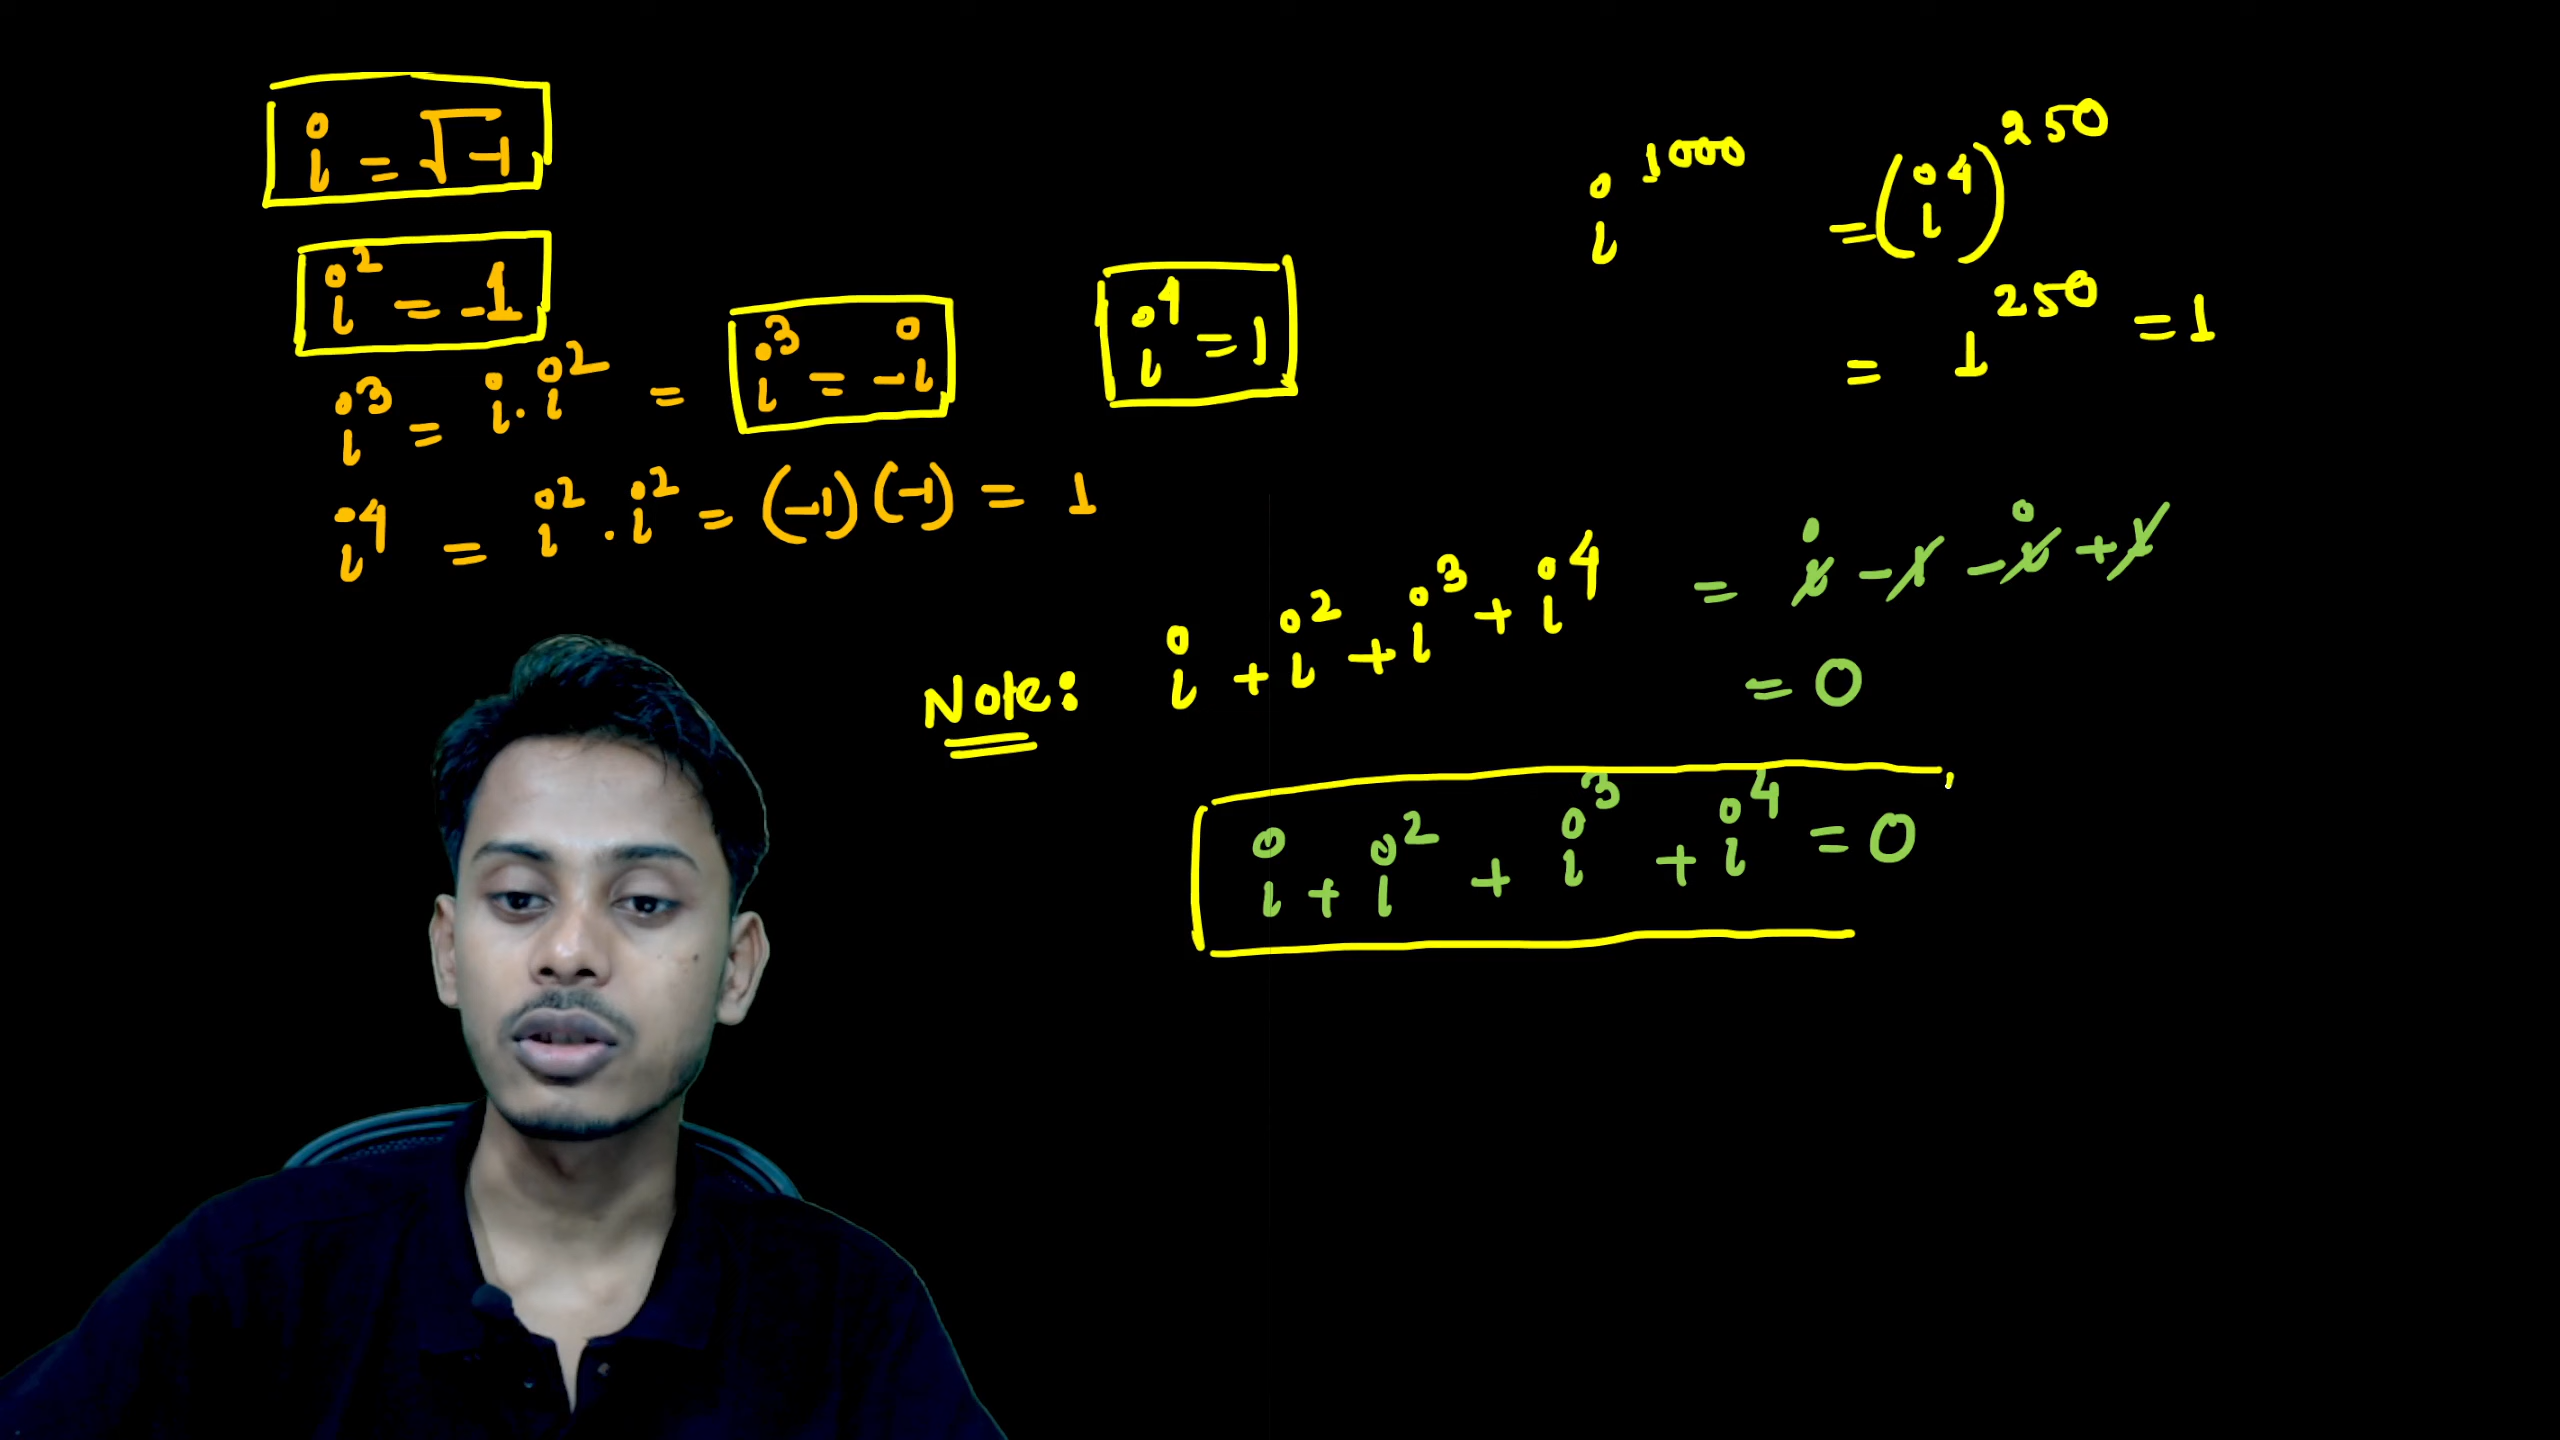 i = √-1
i² = -1
i³ = i.i² = i³ = -i
i⁴ = 1
i⁴ = i².i² = (-1)(-1) = 1
i¹⁰⁰⁰ = (i⁴)²⁵⁰
= 1²⁵⁰ = 1
Note: i + i² + i³ + i⁴ = i - 1 - i + 1
= 0
i + i² + i³ + i⁴ = 0